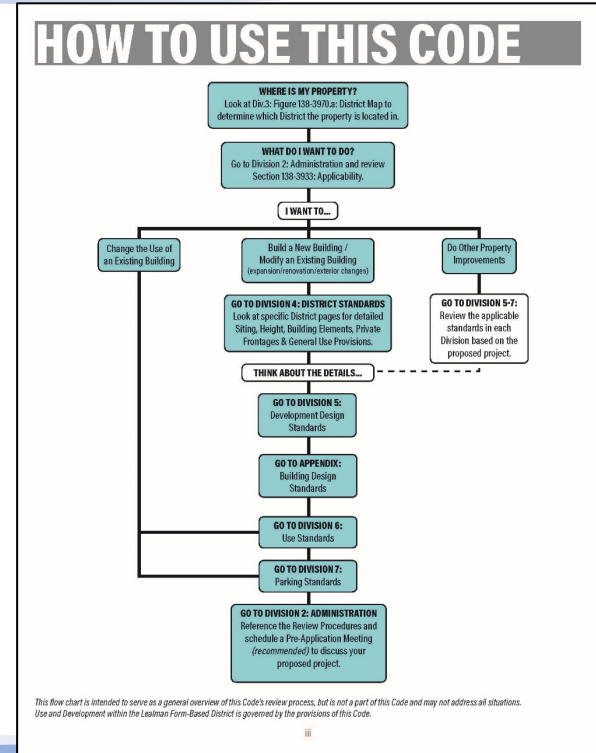 HOW TO USE THIS CODE
WHERE IS MY PROPERTY?
Look at Div.3: Figure 138-3970.a: District Map to
determine which District the property is located in.
WHAT DO I WANT TO DO?
Go to Division 2: Administration and review
Section 138-3933: Applicability.
I WANT TO...
Change the Use of
an Existing Building
Build a New Building /
Modify an Existing Building
(expansion/renovation/exterior changes)
Do Other Property
Improvements
GO TO DIVISION 4: DISTRICT STANDARDS
Look at specific District pages for detailed
Siting, Height, Building Elements, Private
Frontages & General Use Provisions.
GO TO DIVISION 5-7:
Review the applicable
standards in each
Division based on the
proposed project.
THINK ABOUT THE DETAILS...
GO TO DIVISION 5:
Development Design
Standards
GO TO APPENDIX:
Building Design
Standards
GO TO DIVISION 6:
Use Standards
GO TO DIVISION 7:
Parking Standards
GO TO DIVISION 2: ADMINISTRATION
Reference the Review Procedures and
schedule a Pre-Application Meeting
(recommended) to discuss your
proposed project.
This flow chart is intended to serve as a general overview of this Code's review process, but is not a part of this Code and may not address all situations.
Use and Development within the Lealman Form-Based District is governed by the provisions of this Code.
iii